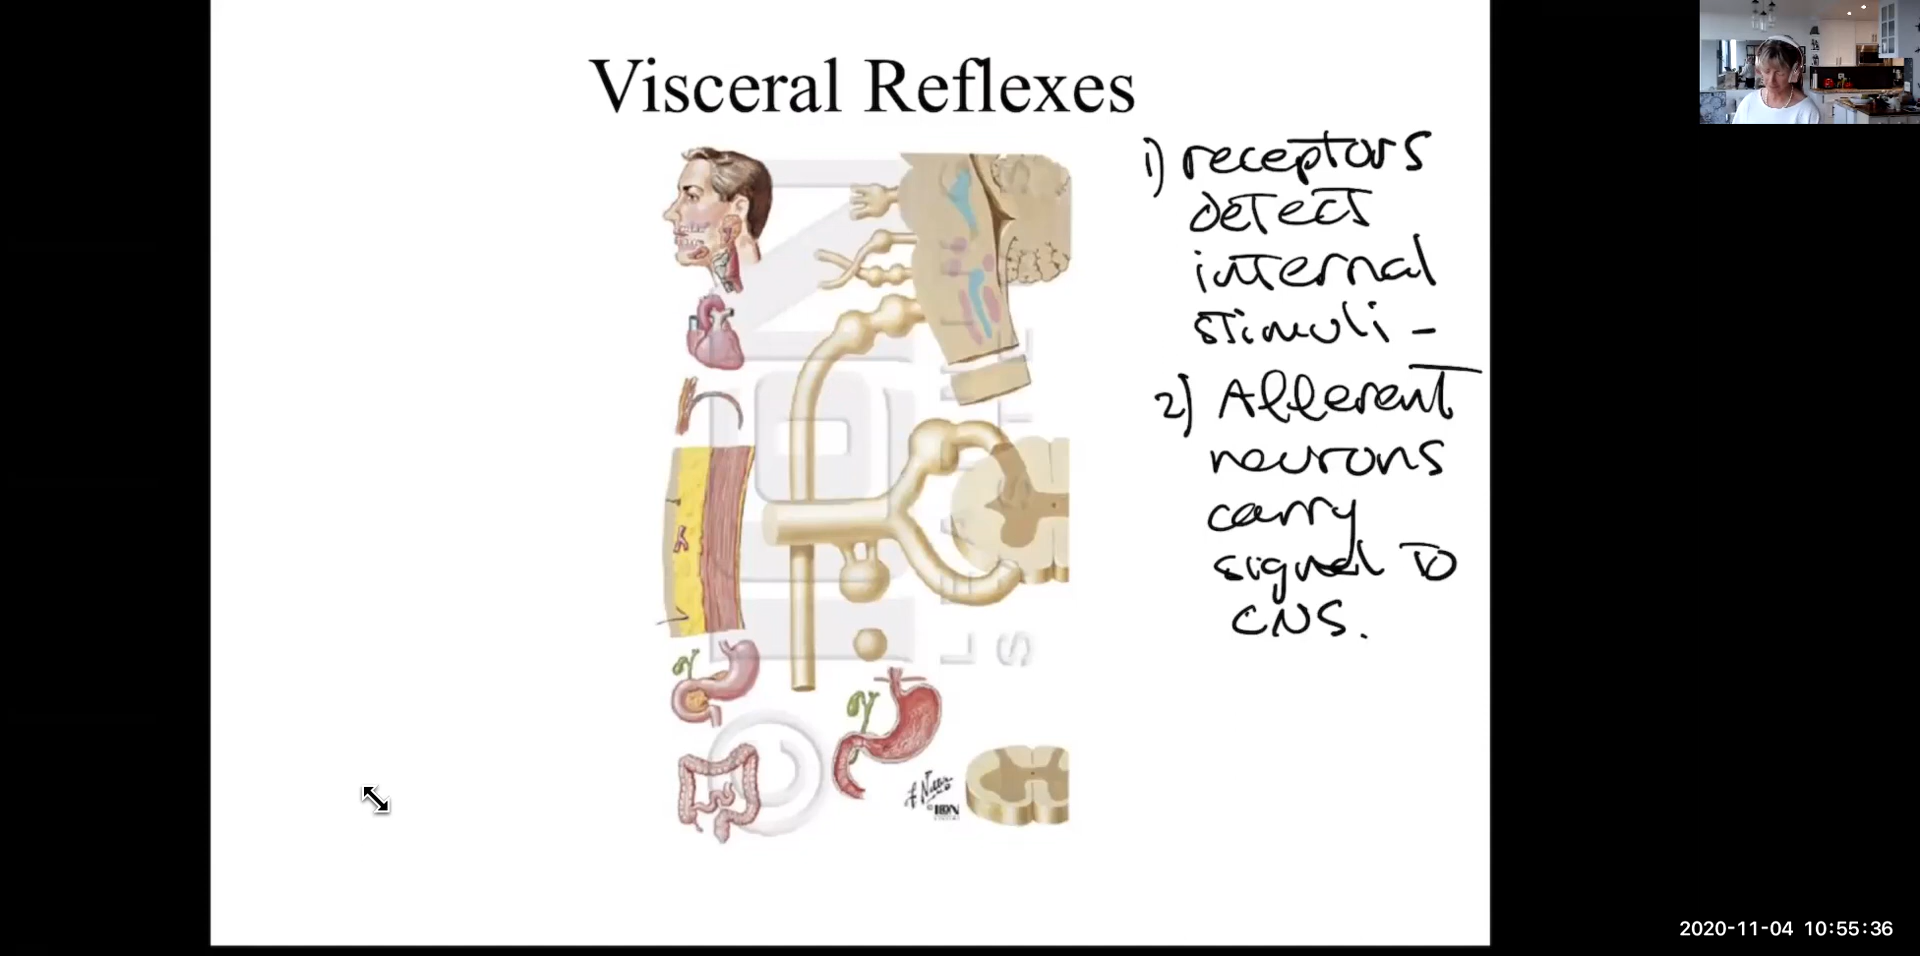 Visceral Reflexes
1) receptors
detect
internal
stimuli -
2) Afferent
neurons
carry
signal to
CNS.
2020-11-04 10:55:36